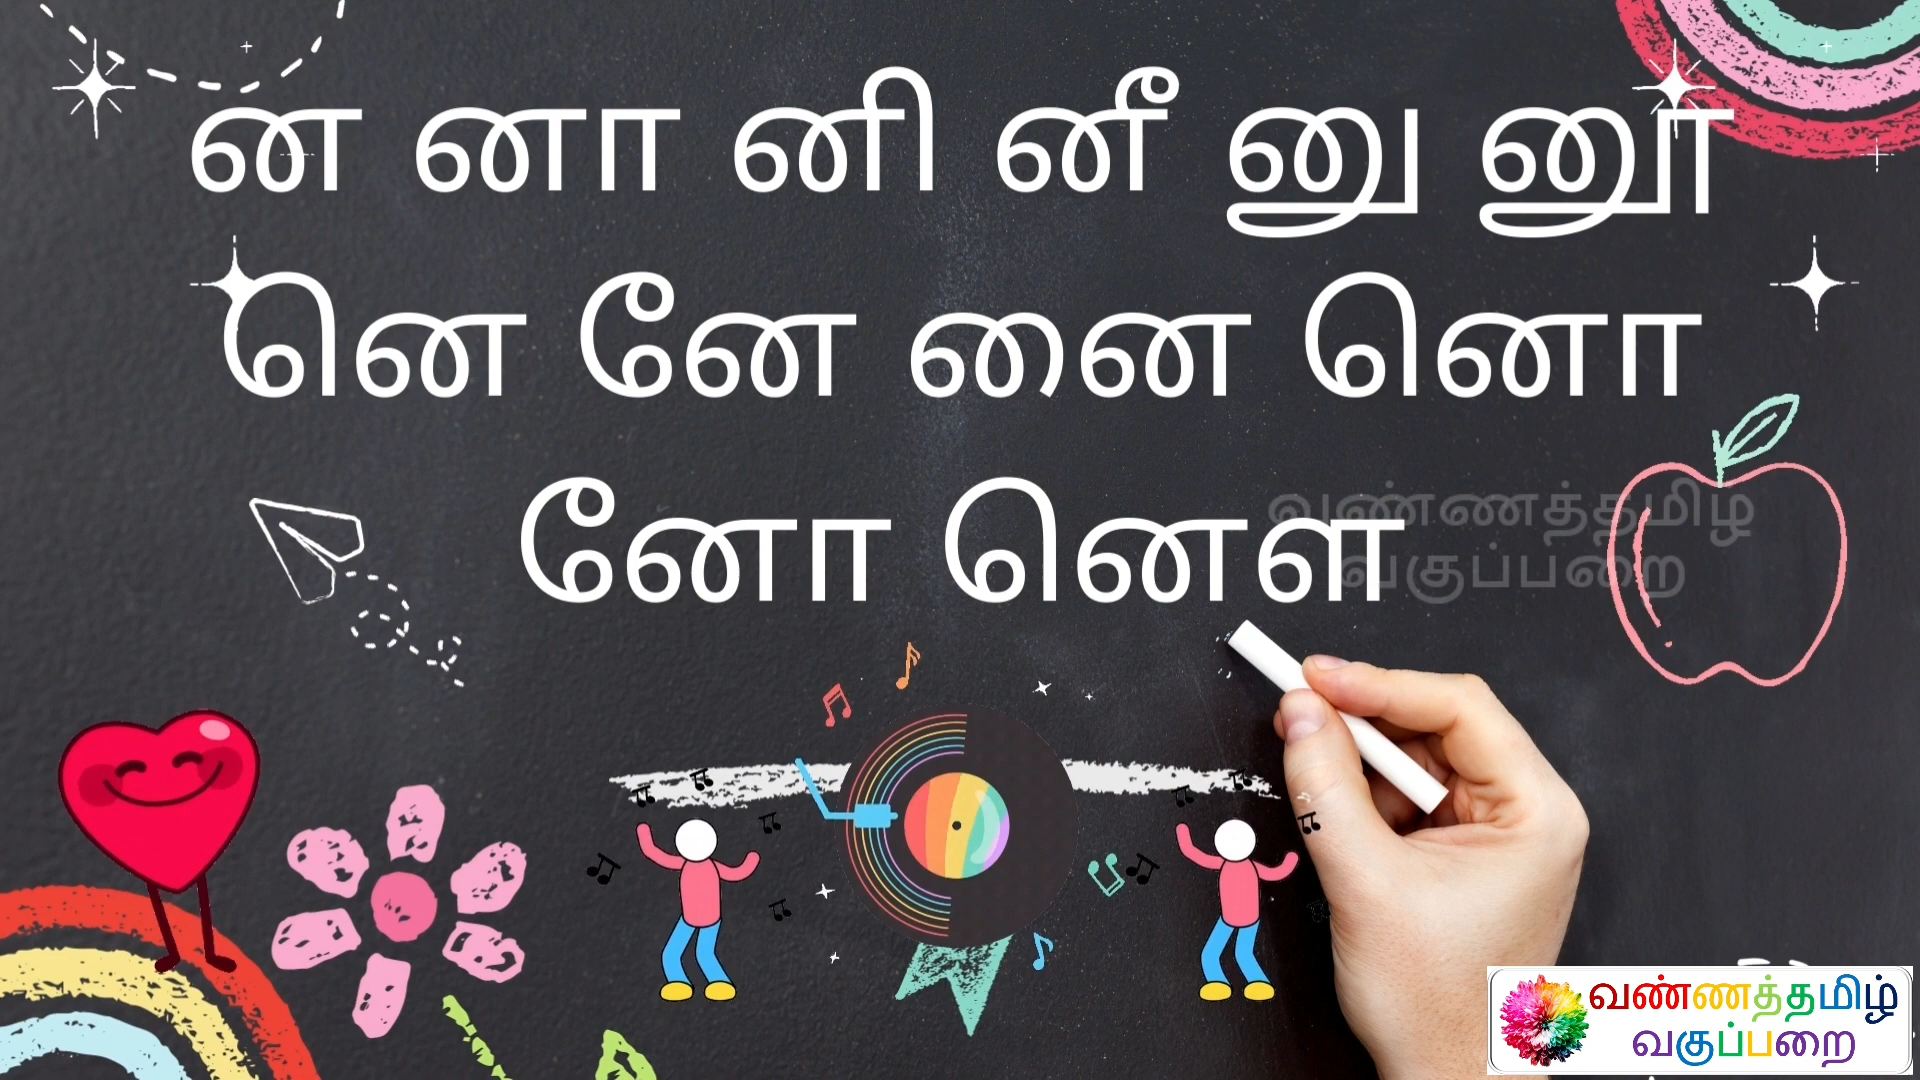 ன னா னி னீ னு னூ
னெ னே னை னொ
னோ னௌ
வண்ணத்தமிழ்
வகுப்பறை
வண்ணத்தமிழ்
வகுப்பறை